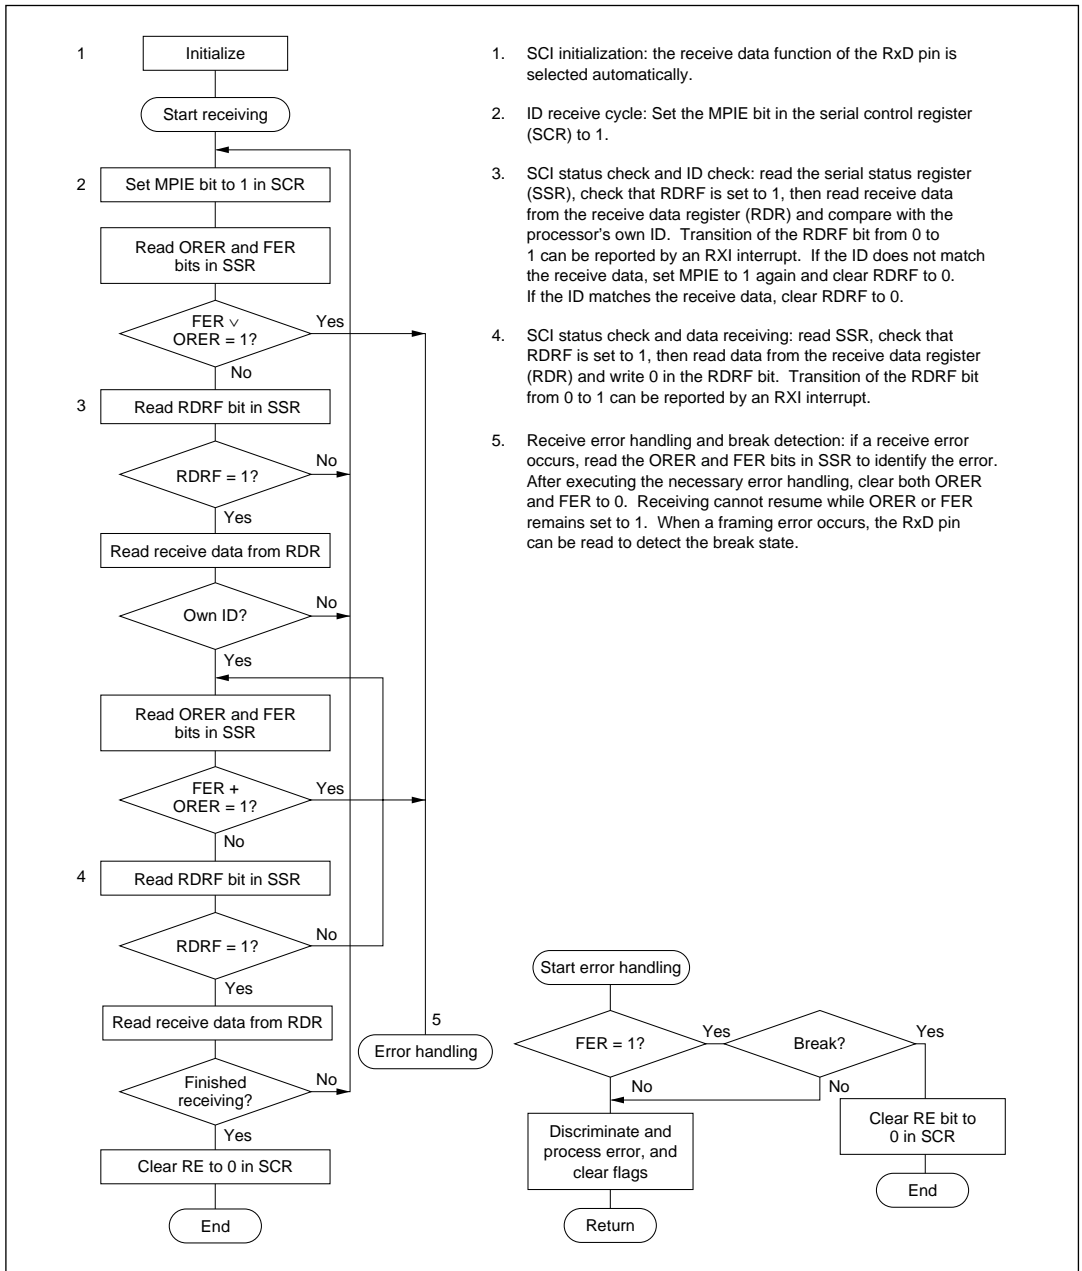 1
Initialize
Start receiving
2
Set MPIE bit to 1 in SCR
Read ORER and FER
bits in SSR
FER ∨
ORER = 1?
Yes
No
3
Read RDRF bit in SSR
RDRF = 1?
No
Yes
Read receive data from RDR
Own ID?
No
Yes
Read ORER and FER
bits in SSR
FER +
ORER = 1?
Yes
No
4
Read RDRF bit in SSR
RDRF = 1?
No
Yes
Read receive data from RDR
Finished
receiving?
No
Yes
Clear RE to 0 in SCR
End
5
Error handling
1. SCI initialization: the receive data function of the RxD pin is
selected automatically.
2. ID receive cycle: Set the MPIE bit in the serial control register
(SCR) to 1.
3. SCI status check and ID check: read the serial status register
(SSR), check that RDRF is set to 1, then read receive data
from the receive data register (RDR) and compare with the
processor's own ID. Transition of the RDRF bit from 0 to
1 can be reported by an RXI interrupt. If the ID does not match
the receive data, set MPIE to 1 again and clear RDRF to 0.
If the ID matches the receive data, clear RDRF to 0.
4. SCI status check and data receiving: read SSR, check that
RDRF is set to 1, then read data from the receive data register
(RDR) and write 0 in the RDRF bit. Transition of the RDRF bit
from 0 to 1 can be reported by an RXI interrupt.
5. Receive error handling and break detection: if a receive error
occurs, read the ORER and FER bits in SSR to identify the error.
After executing the necessary error handling, clear both ORER
and FER to 0. Receiving cannot resume while ORER or FER
remains set to 1. When a framing error occurs, the RxD pin
can be read to detect the break state.
Start error handling
FER = 1?
Yes
Break?
Yes
No
No
Discriminate and
process error, and
clear flags
Return
Clear RE bit to
0 in SCR
End